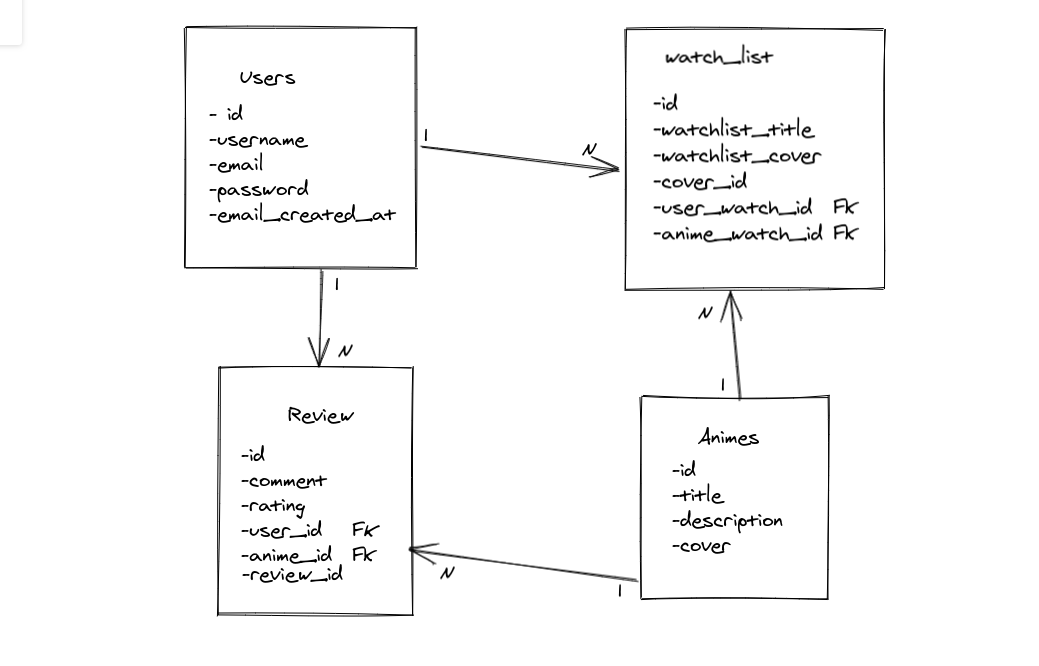 Users
- id
-username
-email
-password
-email_created_at
1
N
watch_list
-id
-watchlist_title
-watchlist_cover
-cover_id
-user_watch_id FK
-anime_watch_id FK
1
N
Review
-id
-comment
-rating
-user_id FK
-anime_id FK
-review_id
N
1
Animes
-id
-title
-description
-cover
N
1